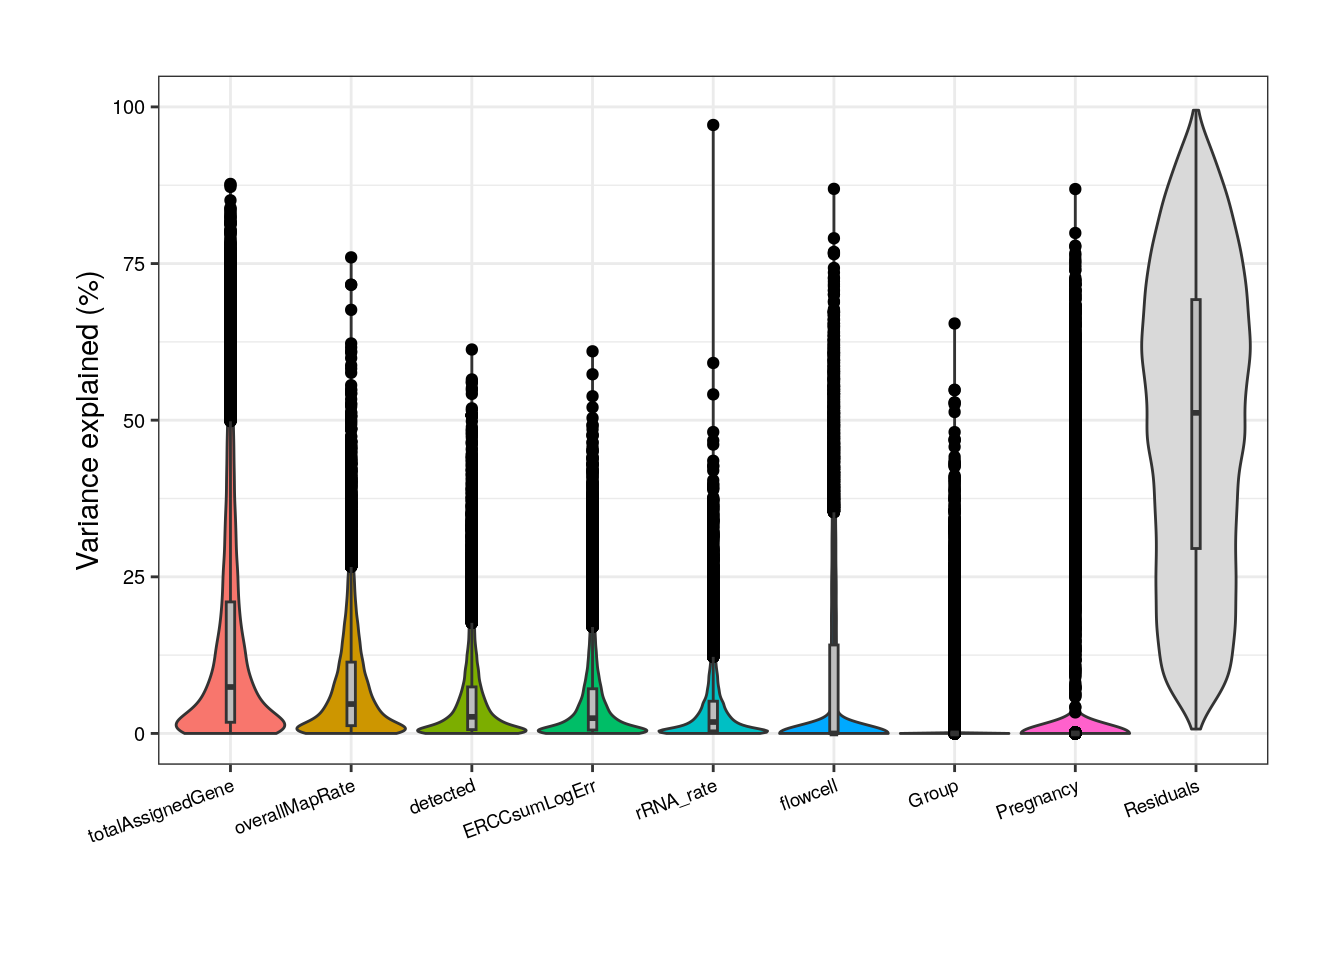 Variance explained (%)
100
75
50
25
0
totalAssignedGene
overallMapRate
detected
ERCCsumLogErr
rRNA_rate
flowcell
Group
Pregnancy
Residuals